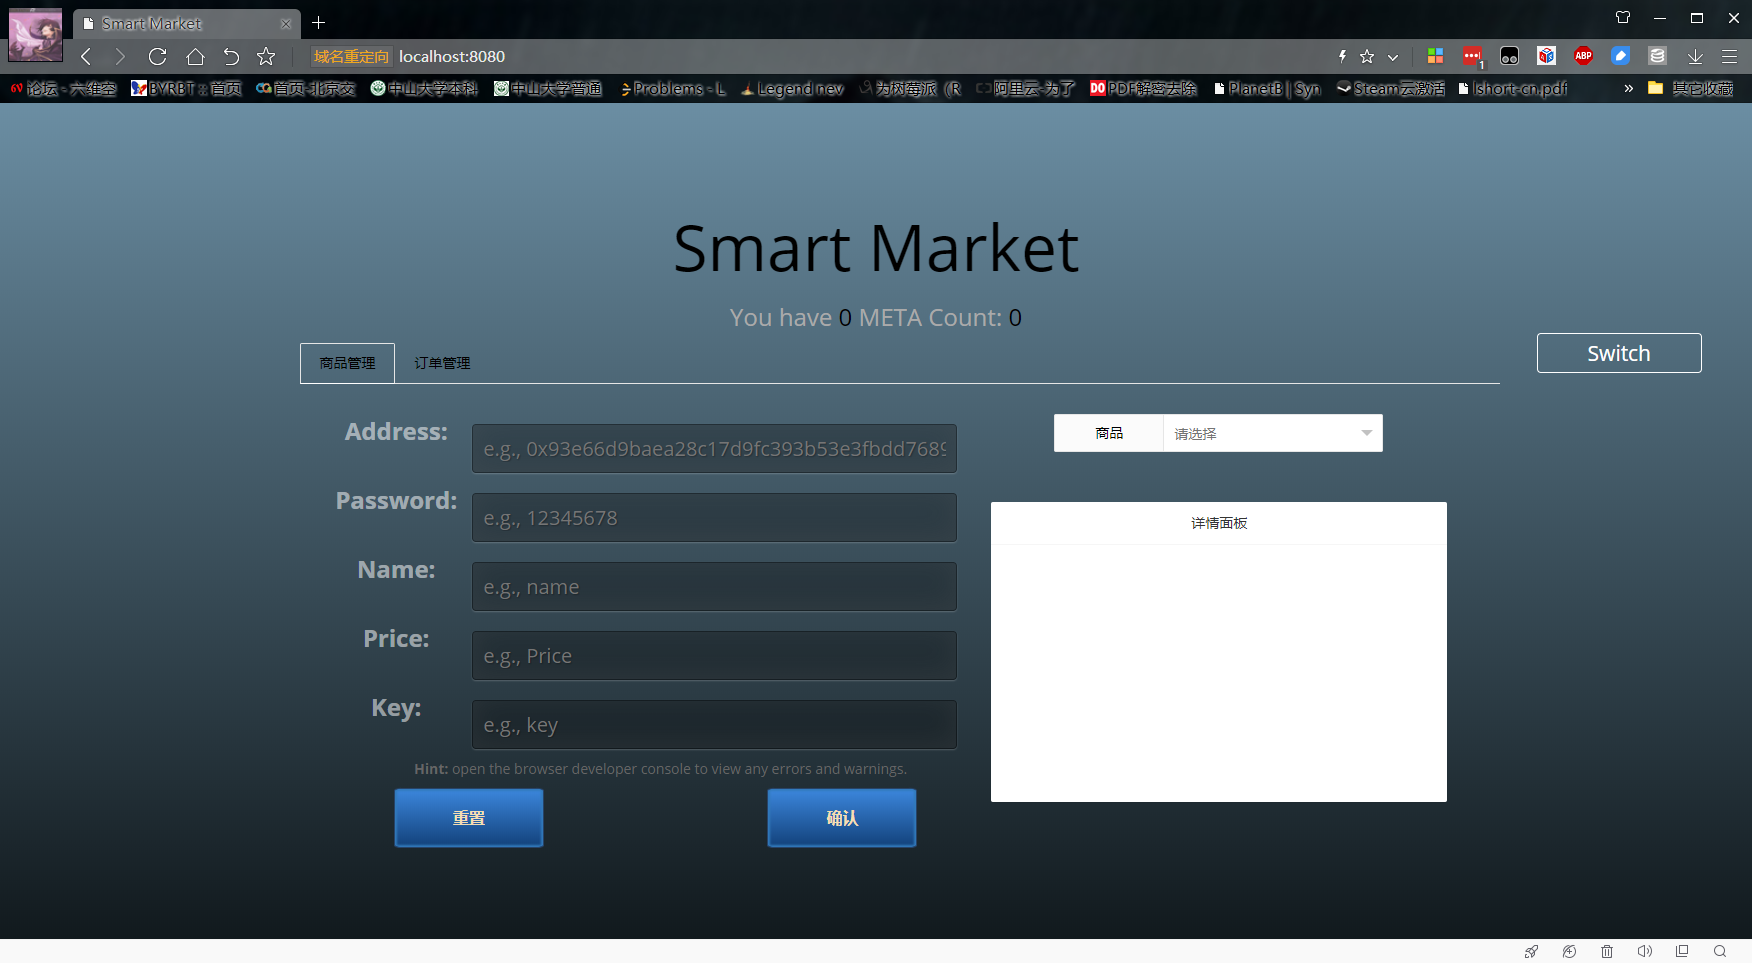 Smart Market
域名重定向 localhost:8080
1
ABP
论坛 - 六维空
BYRBT :: 首页
首页-北京交
中山大学本科
中山大学普通
Problems - L
Legend nev
为树莓派（R
阿里云-为了
PDF解密去除
PlanetB | Syn
Steam云激活
lshort-cn.pdf
»
其它收藏
Smart Market
You have 0 META Count: 0
商品管理 订单管理
Switch
Address: e.g., 0x93e66d9baea28c17d9fc393b53e3fbdd7689
商品 请选择
Password: e.g., 12345678
详情面板
Name: e.g., name
Price: e.g., Price
Key: e.g., key
Hint: open the browser developer console to view any errors and warnings.
重置 确认